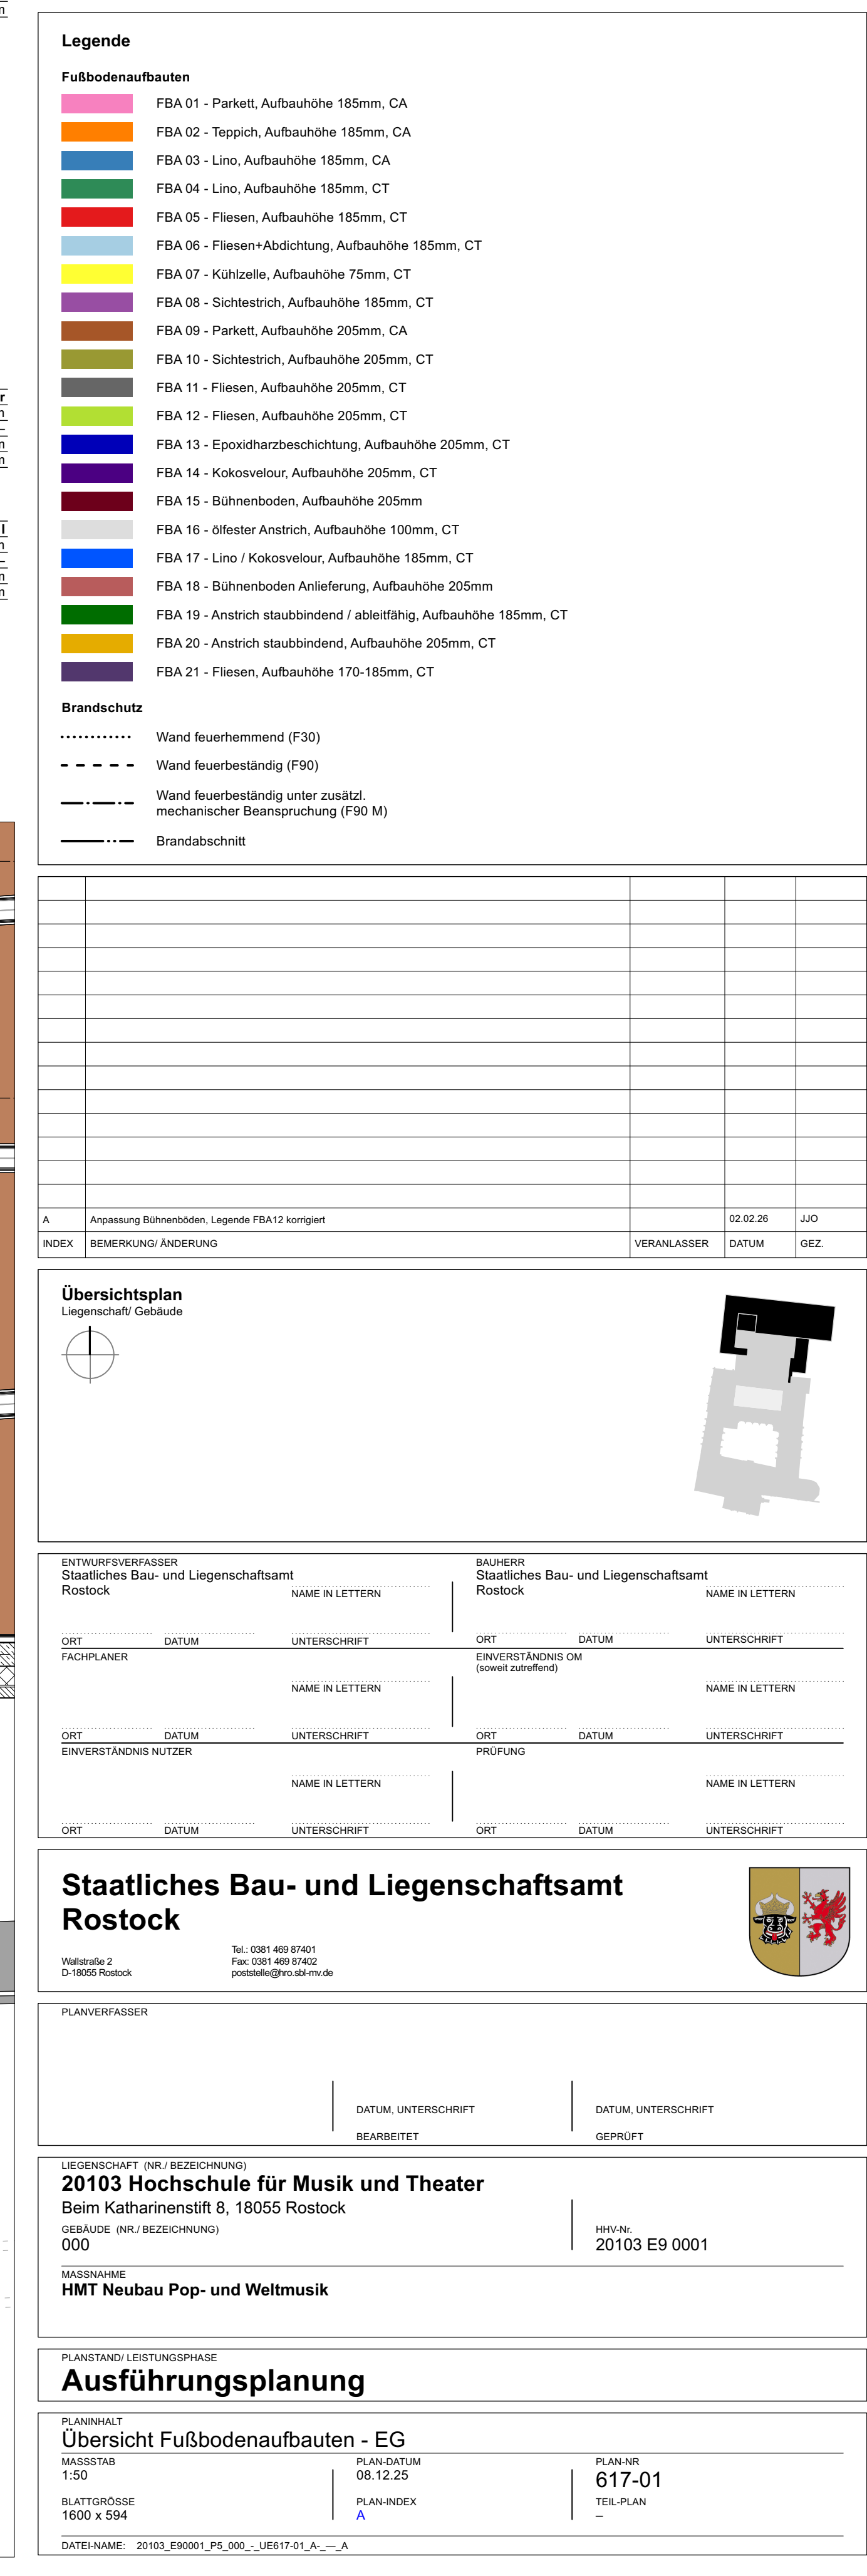 Legende
Fußbodenaufbauten
FBA 01 - Parkett, Aufbauhöhe 185mm, CA
FBA 02 - Teppich, Aufbauhöhe 185mm, CA
FBA 03 - Lino, Aufbauhöhe 185mm, CA
FBA 04 - Lino, Aufbauhöhe 185mm, CT
FBA 05 - Fliesen, Aufbauhöhe 185mm, CT
FBA 06 - Fliesen+Abdichtung, Aufbauhöhe 185mm, CT
FBA 07 - Kühlzelle, Aufbauhöhe 75mm, CT
FBA 08 - Sichtestrich, Aufbauhöhe 185mm, CT
FBA 09 - Parkett, Aufbauhöhe 205mm, CA
FBA 10 - Sichtestrich, Aufbauhöhe 205mm, CT
FBA 11 - Fliesen, Aufbauhöhe 205mm, CT
FBA 12 - Fliesen, Aufbauhöhe 205mm, CT
FBA 13 - Epoxidharzbeschichtung, Aufbauhöhe 205mm, CT
FBA 14 - Kokosvelour, Aufbauhöhe 205mm, CT
FBA 15 - Bühnenboden, Aufbauhöhe 205mm
FBA 16 - ölfester Anstrich, Aufbauhöhe 100mm, CT
FBA 17 - Lino / Kokosvelour, Aufbauhöhe 185mm, CT
FBA 18 - Bühnenboden Anlieferung, Aufbauhöhe 205mm
FBA 19 - Anstrich staubbindend / ableitfähig, Aufbauhöhe 185mm, CT
FBA 20 - Anstrich staubbindend, Aufbauhöhe 205mm, CT
FBA 21 - Fliesen, Aufbauhöhe 170-185mm, CT
Brandschutz
Wand feuerhemmend (F30)
Wand feuerbeständig (F90)
Wand feuerbeständig unter zusätzl.
mechanischer Beanspruchung (F90 M)
Brandabschnitt
A Anpassung Bühnenböden, Legende FBA12 korrigiert 02.02.26 JJO
INDEX BEMERKUNG/ ÄNDERUNG VERANLASSER DATUM GEZ.
Übersichtsplan
Liegenschaft/ Gebäude
ENTWURFSVERFASSER BAUHERR
Staatliches Bau- und Liegenschaftsamt Staatliches Bau- und Liegenschaftsamt
Rostock NAME IN LETTERN Rostock NAME IN LETTERN
ORT DATUM UNTERSCHRIFT ORT DATUM UNTERSCHRIFT
FACHPLANER EINVERSTÄNDNIS OM
(soweit zutreffend)
NAME IN LETTERN NAME IN LETTERN
ORT DATUM UNTERSCHRIFT ORT DATUM UNTERSCHRIFT
EINVERSTÄNDNIS NUTZER PRÜFUNG
NAME IN LETTERN NAME IN LETTERN
ORT DATUM UNTERSCHRIFT ORT DATUM UNTERSCHRIFT
Staatliches Bau- und Liegenschaftsamt
Rostock
Tel.: 0381 469 87401
Wallstraße 2 Fax: 0381 469 87402
D-18055 Rostock poststelle@hro.sbl-mv.de
PLANVERFASSER
DATUM, UNTERSCHRIFT DATUM, UNTERSCHRIFT
BEARBEITET GEPRÜFT
LIEGENSCHAFT (NR./ BEZEICHNUNG)
20103 Hochschule für Musik und Theater
Beim Katharinenstift 8, 18055 Rostock
GEBÄUDE (NR./ BEZEICHNUNG) HHV-Nr.
000 20103 E9 0001
MASSNAHME
HMT Neubau Pop- und Weltmusik
PLANSTAND/ LEISTUNGSPHASE
Ausführungsplanung
PLANINHALT
Übersicht Fußbodenaufbauten - EG
MASSSTAB PLAN-DATUM PLAN-NR
1:50 08.12.25 617-01
BLATTGRÖSSE PLAN-INDEX TEIL-PLAN
1600 x 594 A –
DATEI-NAME: 20103_E90001_P5_000_-_UE617-01_A-_—_A